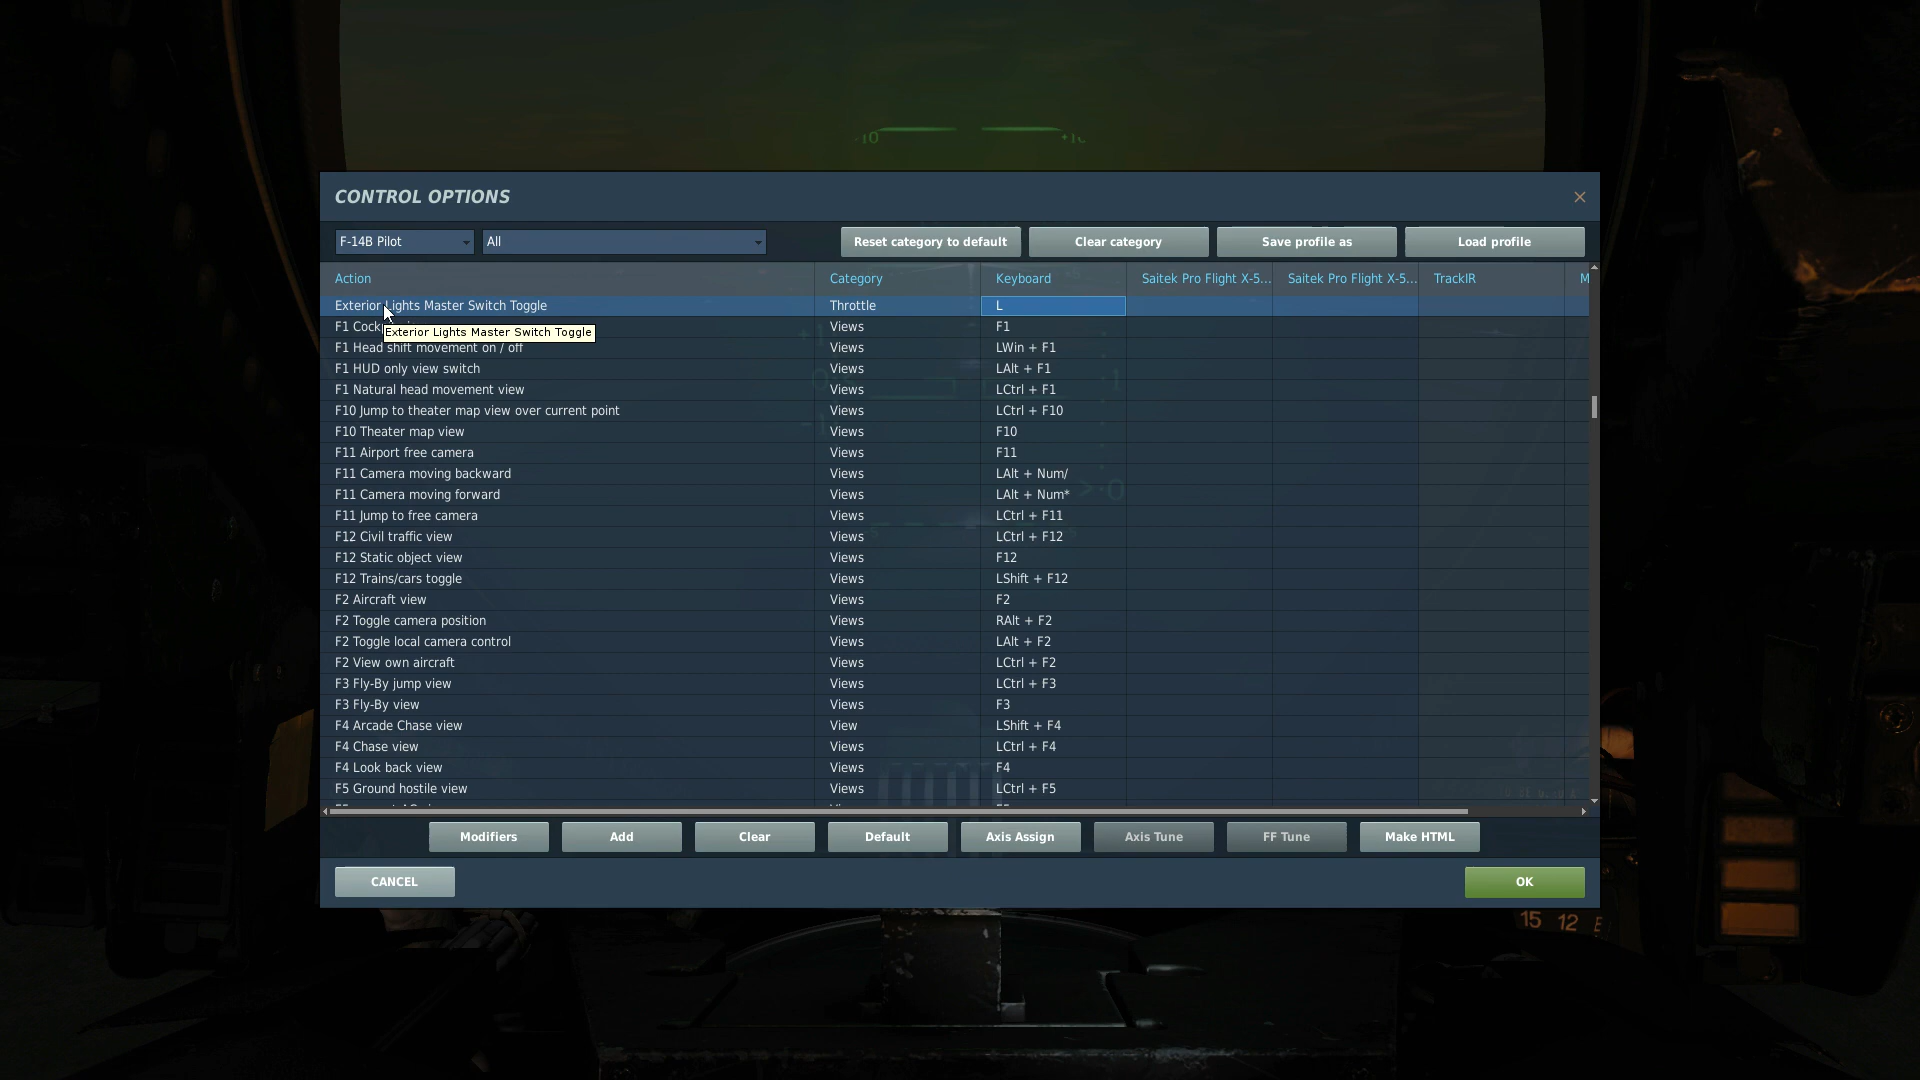 -10 +10
CONTROL OPTIONS
F-14B Pilot All Reset category to default Clear category Save profile as Load profile
Action Category Keyboard Saitek Pro Flight X-5... Saitek Pro Flight X-5... TrackIR M
Exterior Lights Master Switch Toggle Throttle L
F1 Cock Views F1
Exterior Lights Master Switch Toggle
F1 Head shift movement on / off Views LWin + F1
F1 HUD only view switch Views LAlt + F1
F1 Natural head movement view Views LCtrl + F1
F10 Jump to theater map view over current point Views LCtrl + F10
F10 Theater map view Views F10
F11 Airport free camera Views F11
F11 Camera moving backward Views LAlt + Num/
F11 Camera moving forward Views LAlt + Num*
F11 Jump to free camera Views LCtrl + F11
F12 Civil traffic view Views LCtrl + F12
F12 Static object view Views F12
F12 Trains/cars toggle Views LShift + F12
F2 Aircraft view Views F2
F2 Toggle camera position Views RAlt + F2
F2 Toggle local camera control Views LAlt + F2
F2 View own aircraft Views LCtrl + F2
F3 Fly-By jump view Views LCtrl + F3
F3 Fly-By view Views F3
F4 Arcade Chase view View LShift + F4
F4 Chase view Views LCtrl + F4
F4 Look back view Views F4
F5 Ground hostile view Views LCtrl + F5
Modifiers Add Clear Default Axis Assign Axis Tune FF Tune Make HTML
CANCEL OK
15 12 E